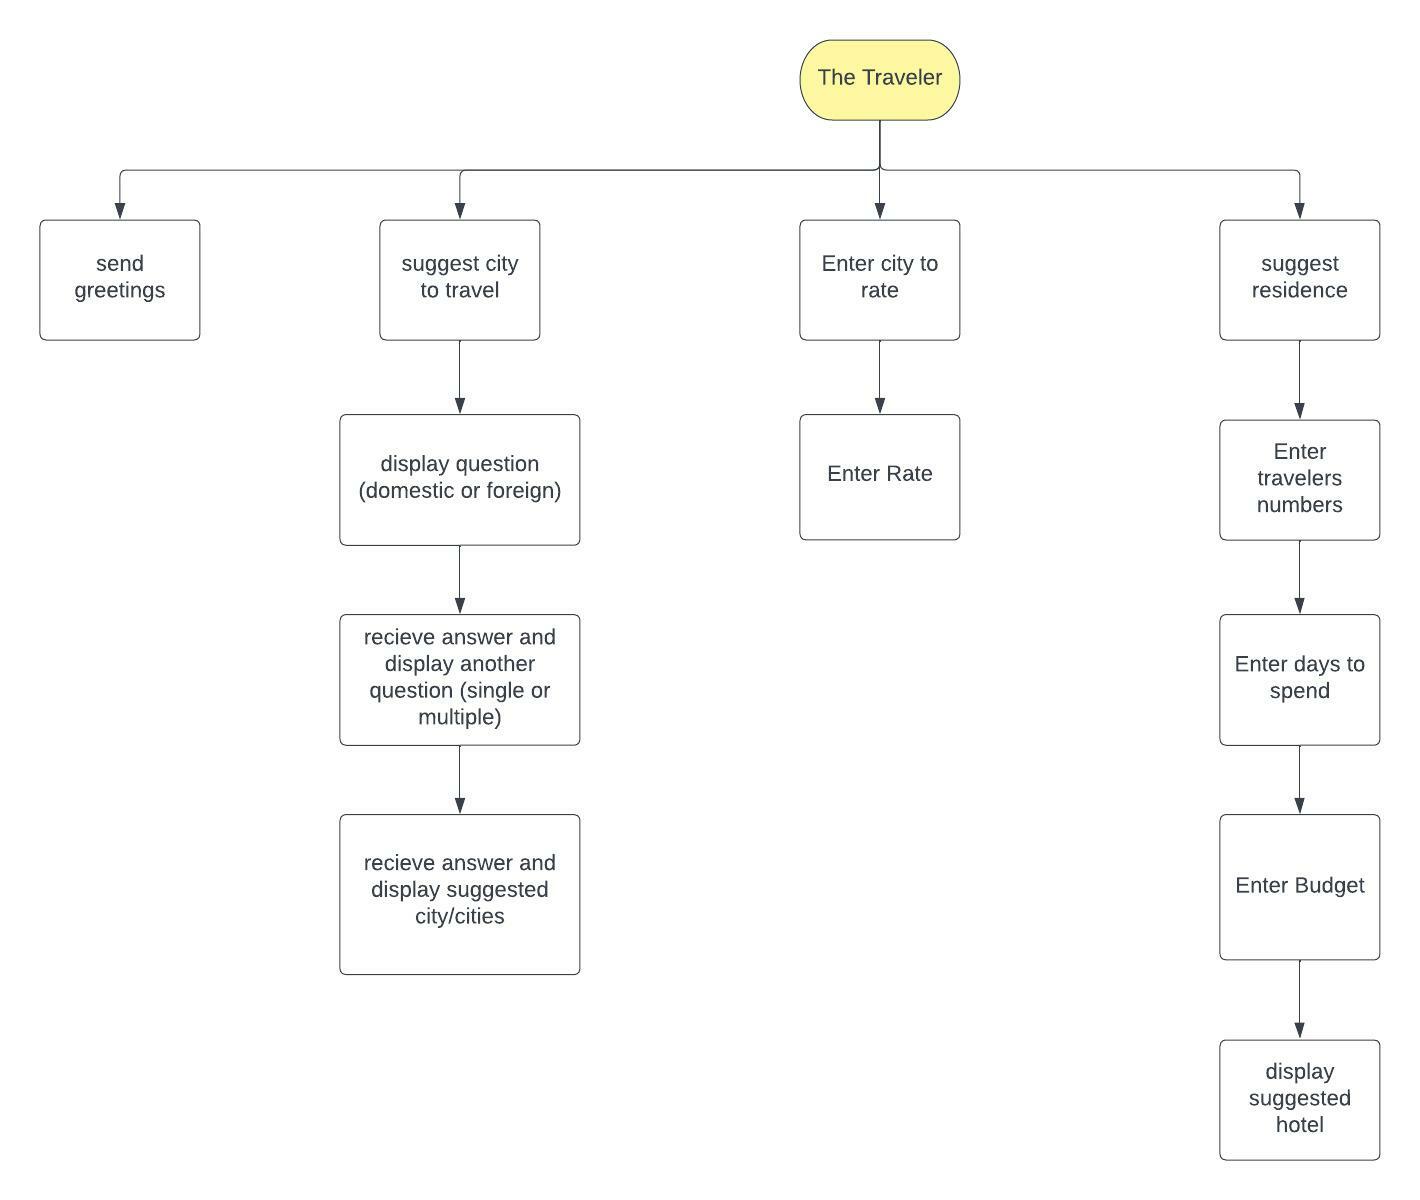 The Traveler
send
greetings
suggest city
to travel
Enter city to
rate
suggest
residence
display question
(domestic or foreign)
Enter Rate
Enter
travelers
numbers
recieve answer and
display another
question (single or
multiple)
Enter days to
spend
recieve answer and
display suggested
city/cities
Enter Budget
display
suggested
hotel